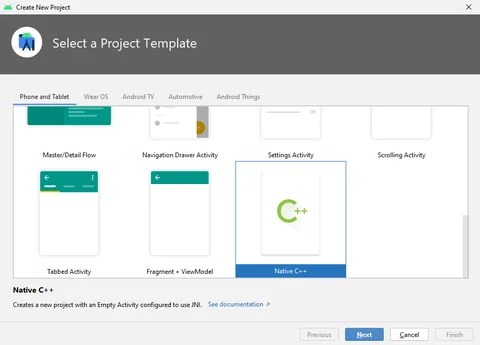 Create New Project
Select a Project Template
Phone and Tablet Wear OS Android TV Automotive Android Things
Master/Detail Flow Navigation Drawer Activity Settings Activity Scrolling Activity
C++
Tabbed Activity Fragment + ViewModel Native C++
Native C++
Creates a new project with an Empty Activity configured to use JNI. See documentation ↗
Previous Next Cancel Finish